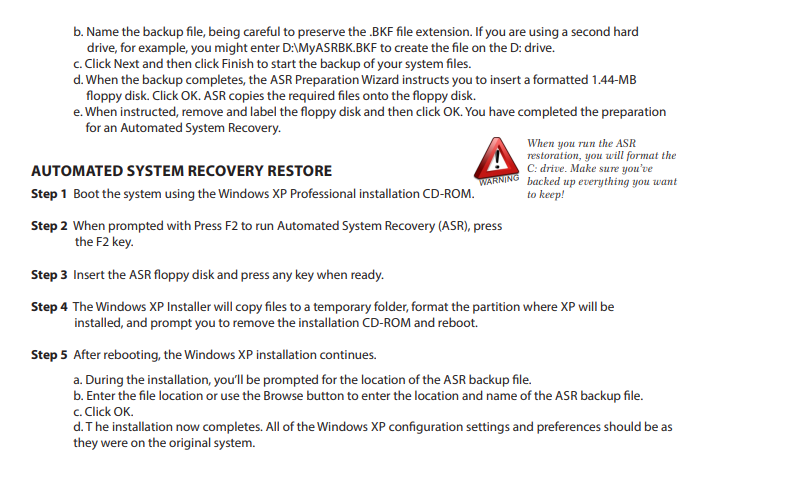 b. Name the backup file, being careful to preserve the .BKF file extension. If you are using a second hard
drive, for example, you might enter D:\MyASRBK.BKF to create the file on the D: drive.
c. Click Next and then click Finish to start the backup of your system files.
d. When the backup completes, the ASR Preparation Wizard instructs you to insert a formatted 1.44-MB
floppy disk. Click OK. ASR copies the required files onto the floppy disk.
e. When instructed, remove and label the floppy disk and then click OK. You have completed the preparation
for an Automated System Recovery.
WARNING
When you run the ASR
restoration, you will format the
C: drive. Make sure you've
backed up everything you want
to keep!
AUTOMATED SYSTEM RECOVERY RESTORE
Step 1 Boot the system using the Windows XP Professional installation CD-ROM.
Step 2 When prompted with Press F2 to run Automated System Recovery (ASR), press
the F2 key.
Step 3 Insert the ASR floppy disk and press any key when ready.
Step 4 The Windows XP Installer will copy files to a temporary folder, format the partition where XP will be
installed, and prompt you to remove the installation CD-ROM and reboot.
Step 5 After rebooting, the Windows XP installation continues.
a. During the installation, you'll be prompted for the location of the ASR backup file.
b. Enter the file location or use the Browse button to enter the location and name of the ASR backup file.
c. Click OK.
d. T he installation now completes. All of the Windows XP configuration settings and preferences should be as
they were on the original system.